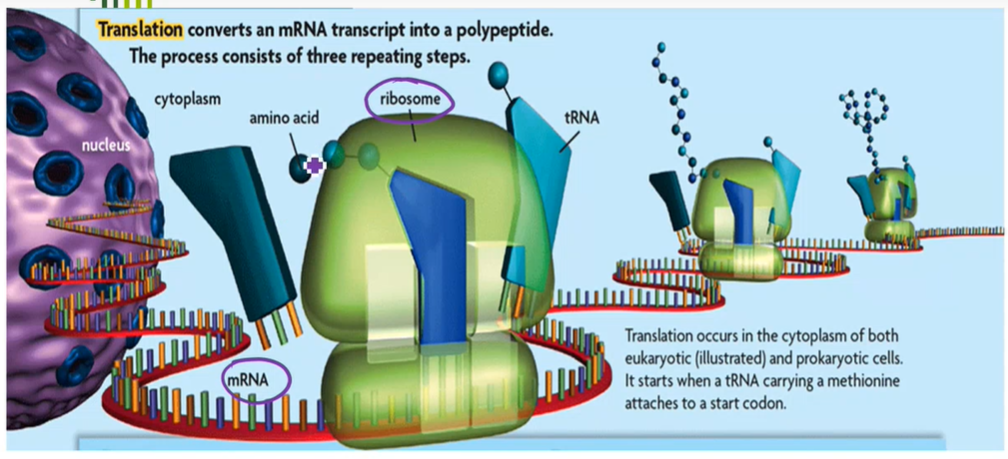 Translation converts an mRNA transcript into a polypeptide.
The process consists of three repeating steps.
cytoplasm
ribosome
amino acid
tRNA
nucleus
mRNA
Translation occurs in the cytoplasm of both
eukaryotic (illustrated) and prokaryotic cells.
It starts when a tRNA carrying a methionine
attaches to a start codon.